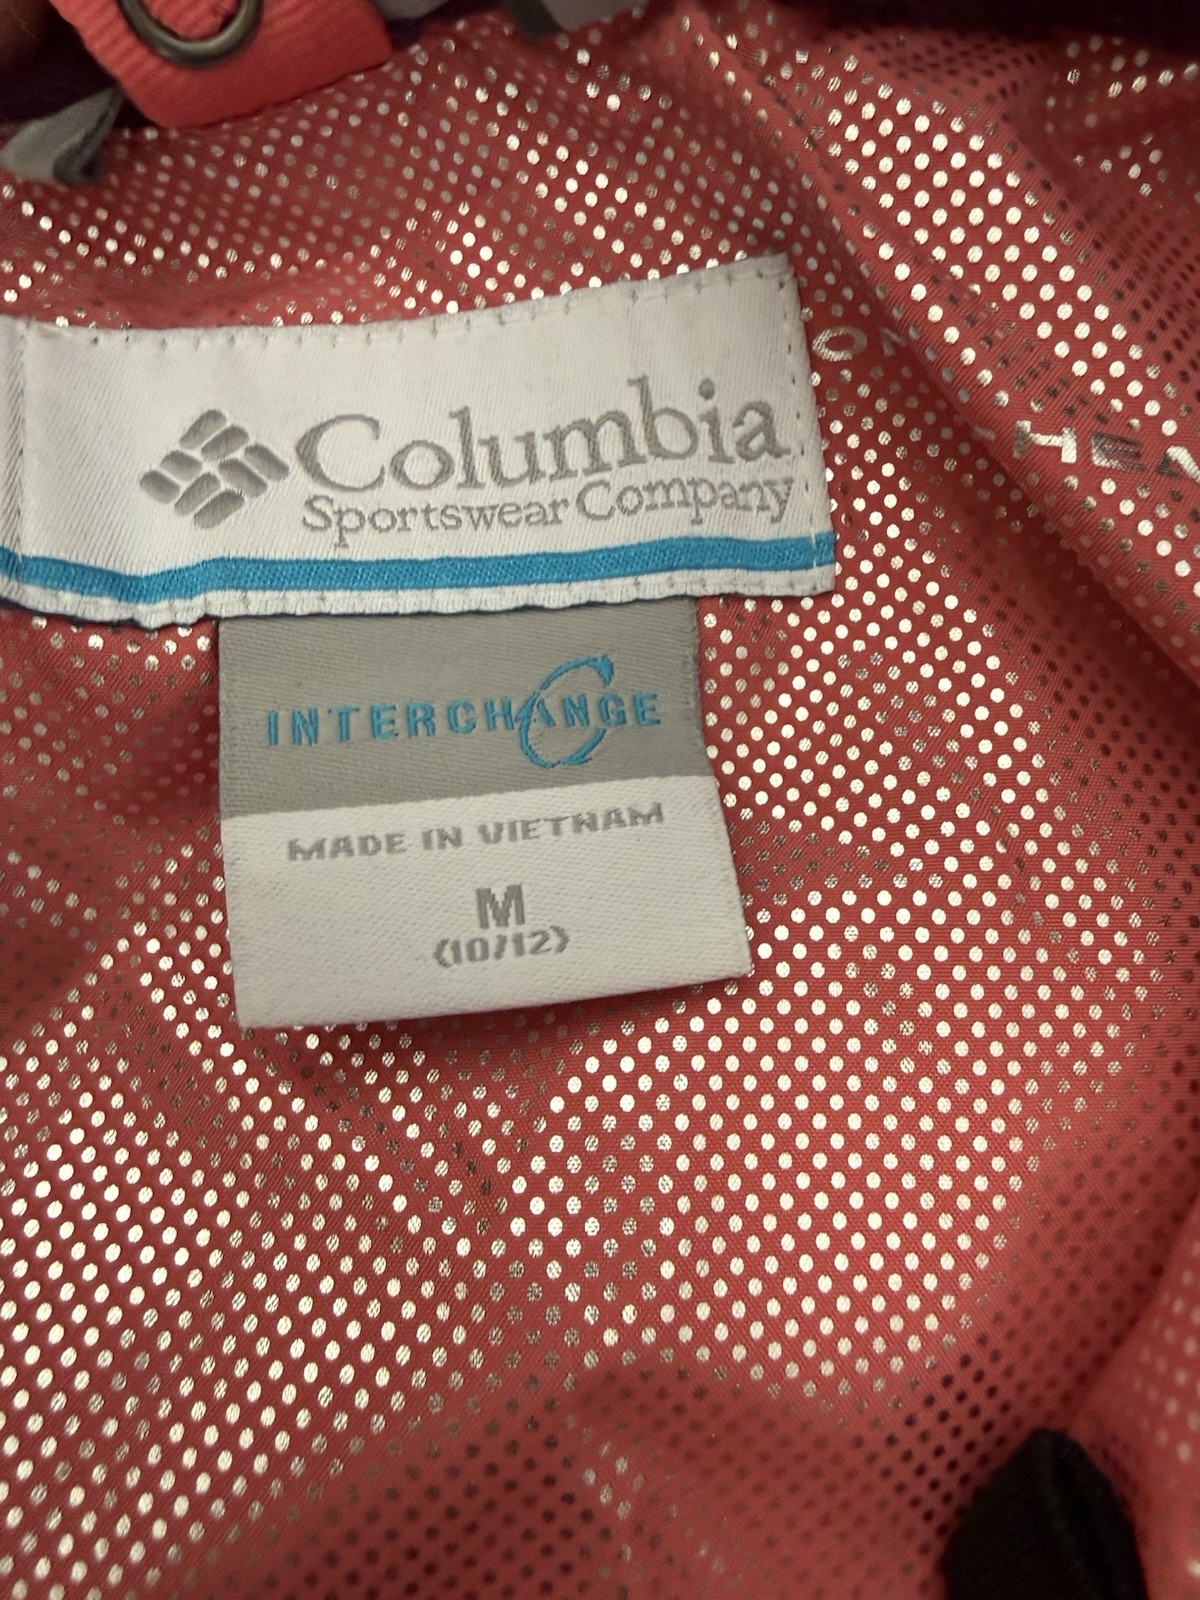 Columbia
Sportswear Company
INTERCHANGE
MADE IN VIETNAM
M
(10/12)